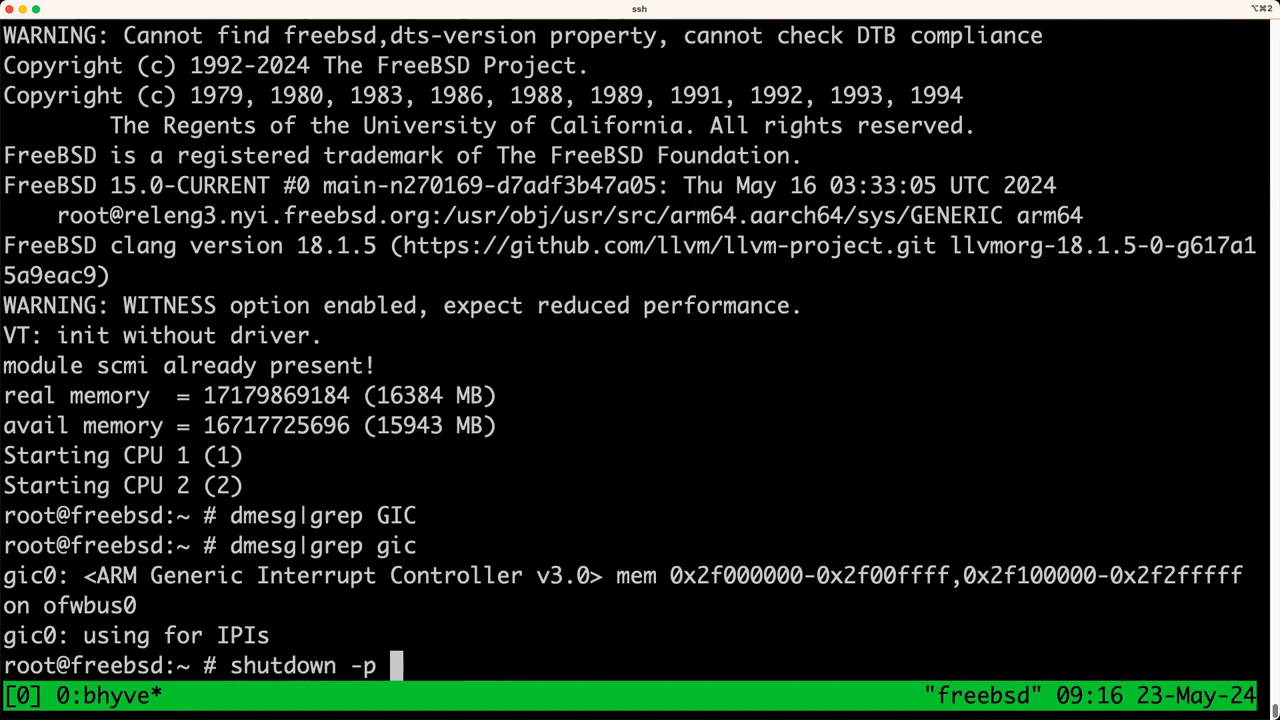 ssh
⌥⌘2
WARNING: Cannot find freebsd,dts-version property, cannot check DTB compliance
Copyright (c) 1992-2024 The FreeBSD Project.
Copyright (c) 1979, 1980, 1983, 1986, 1988, 1989, 1991, 1992, 1993, 1994
        The Regents of the University of California. All rights reserved.
FreeBSD is a registered trademark of The FreeBSD Foundation.
FreeBSD 15.0-CURRENT #0 main-n270169-d7adf3b47a05: Thu May 16 03:33:05 UTC 2024
    root@releng3.nyi.freebsd.org:/usr/obj/usr/src/arm64.aarch64/sys/GENERIC arm64
FreeBSD clang version 18.1.5 (https://github.com/llvm/llvm-project.git llvmorg-18.1.5-0-g617a1
5a9eac9)
WARNING: WITNESS option enabled, expect reduced performance.
VT: init without driver.
module scmi already present!
real memory  = 17179869184 (16384 MB)
avail memory = 16717725696 (15943 MB)
Starting CPU 1 (1)
Starting CPU 2 (2)
root@freebsd:~ # dmesg|grep GIC
root@freebsd:~ # dmesg|grep gic
gic0: <ARM Generic Interrupt Controller v3.0> mem 0x2f000000-0x2f00ffff,0x2f100000-0x2f2fffff
on ofwbus0
gic0: using for IPIs
root@freebsd:~ # shutdown -p
[0] 0:bhyve* "freebsd" 09:16 23-May-24